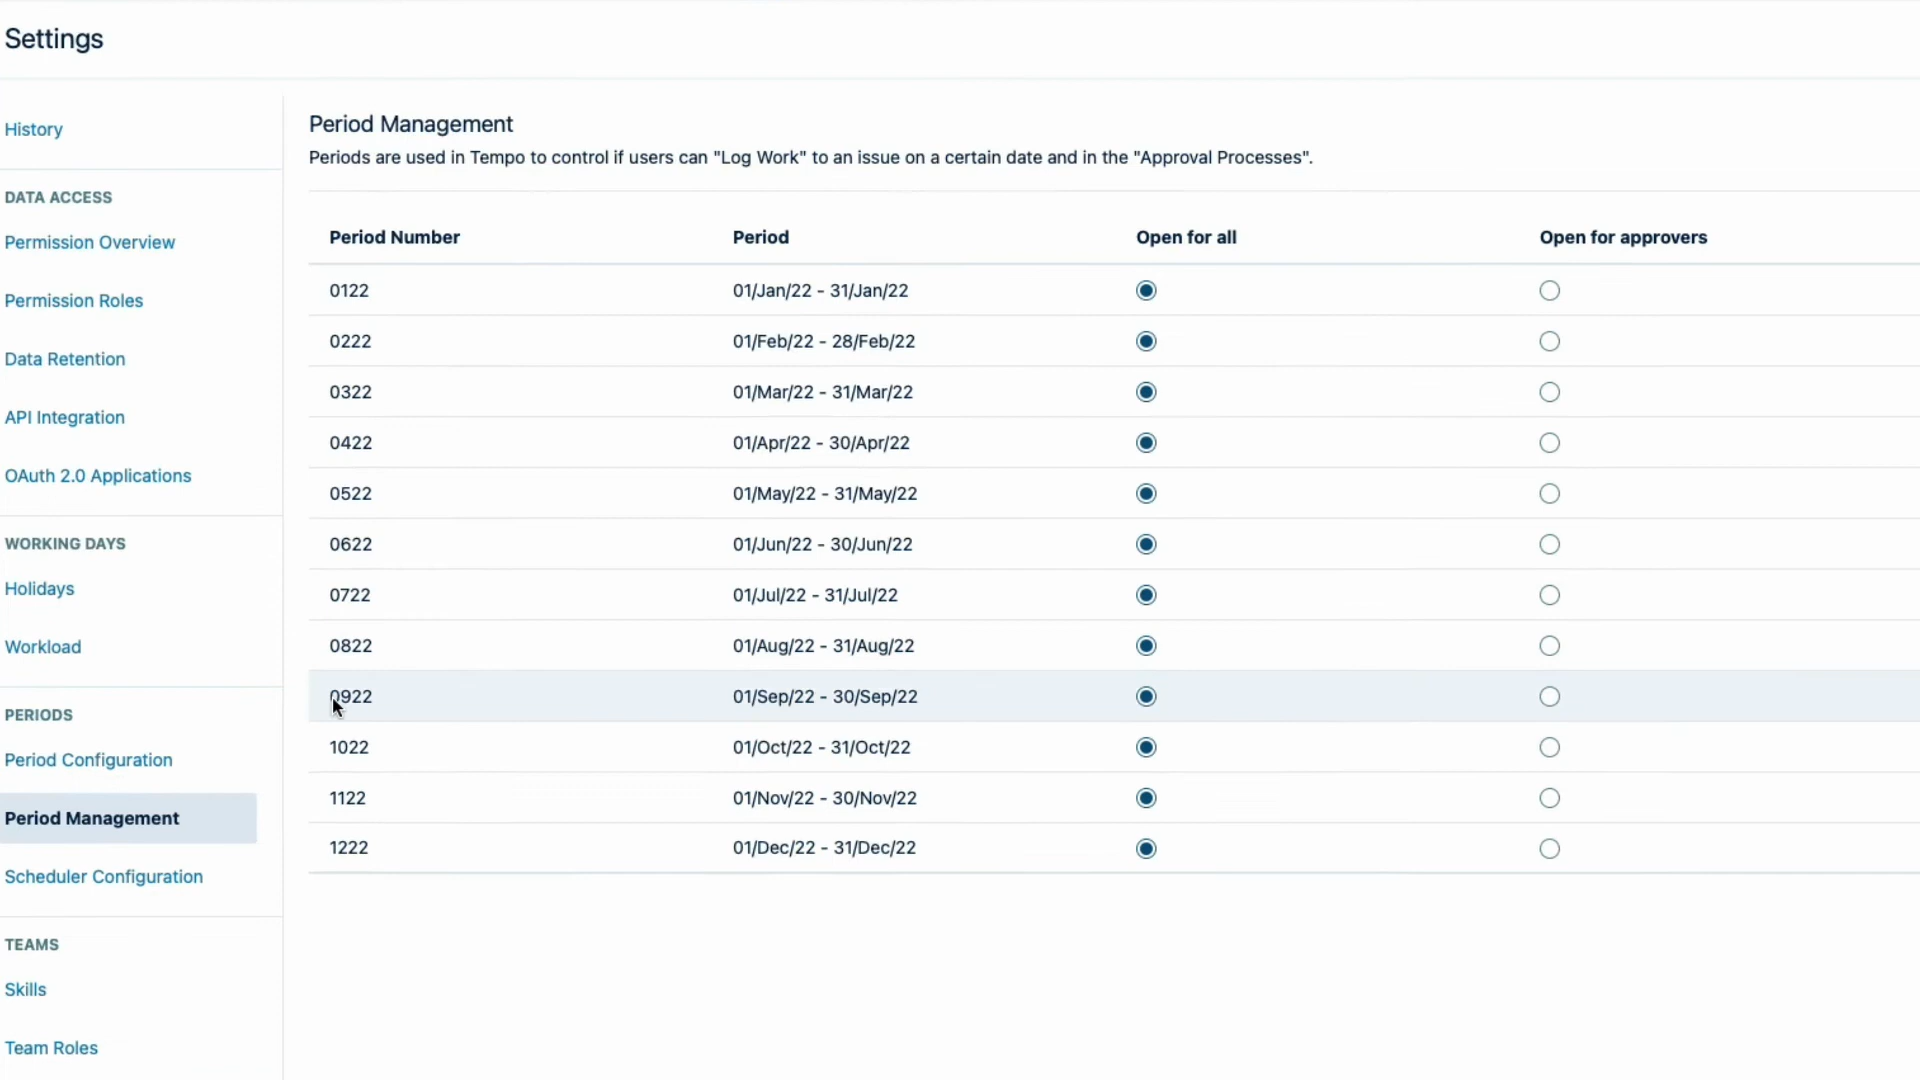 Settings
History
DATA ACCESS
Permission Overview
Permission Roles
Data Retention
API Integration
OAuth 2.0 Applications
WORKING DAYS
Holidays
Workload
PERIODS
Period Configuration
Period Management
Scheduler Configuration
TEAMS
Skills
Team Roles
Period Management
Periods are used in Tempo to control if users can "Log Work" to an issue on a certain date and in the "Approval Processes".
Period Number Period Open for all Open for approvers
0122 01/Jan/22 - 31/Jan/22
0222 01/Feb/22 - 28/Feb/22
0322 01/Mar/22 - 31/Mar/22
0422 01/Apr/22 - 30/Apr/22
0522 01/May/22 - 31/May/22
0622 01/Jun/22 - 30/Jun/22
0722 01/Jul/22 - 31/Jul/22
0822 01/Aug/22 - 31/Aug/22
0922 01/Sep/22 - 30/Sep/22
1022 01/Oct/22 - 31/Oct/22
1122 01/Nov/22 - 30/Nov/22
1222 01/Dec/22 - 31/Dec/22